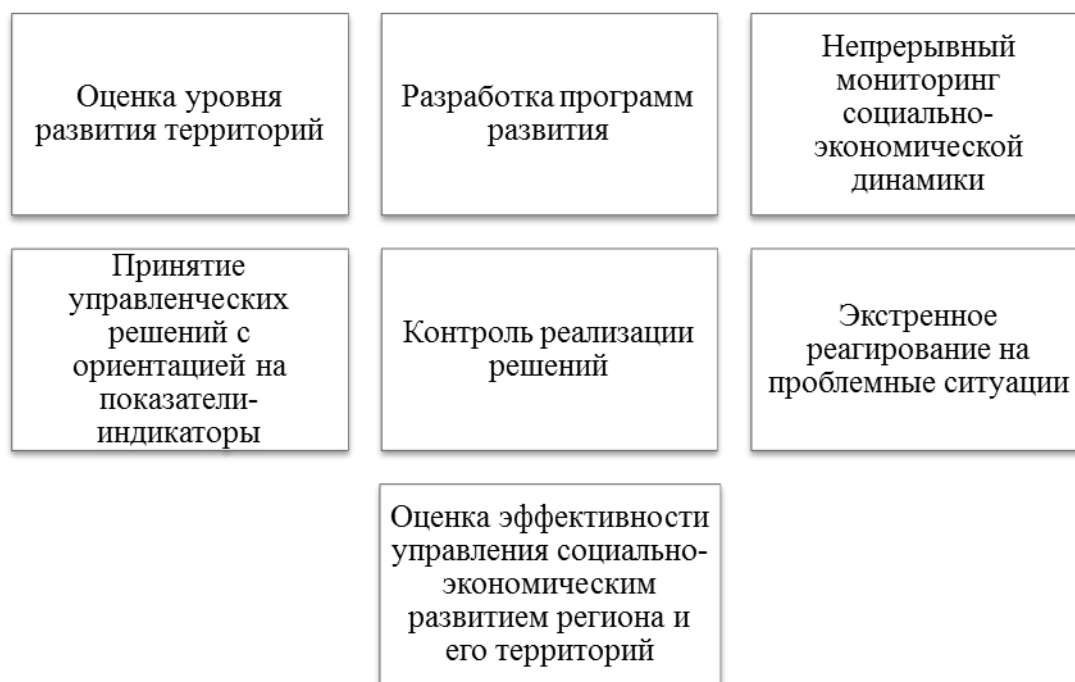 Оценка уровня
развития территорий
Разработка программ
развития
Непрерывный
мониторинг
социально-
экономической
динамики
Принятие
управленческих
решений с
ориентацией на
показатели-
индикаторы
Контроль реализации
решений
Экстренное
реагирование на
проблемные ситуации
Оценка эффективности
управления социально-
экономическим
развитием региона и
его территорий